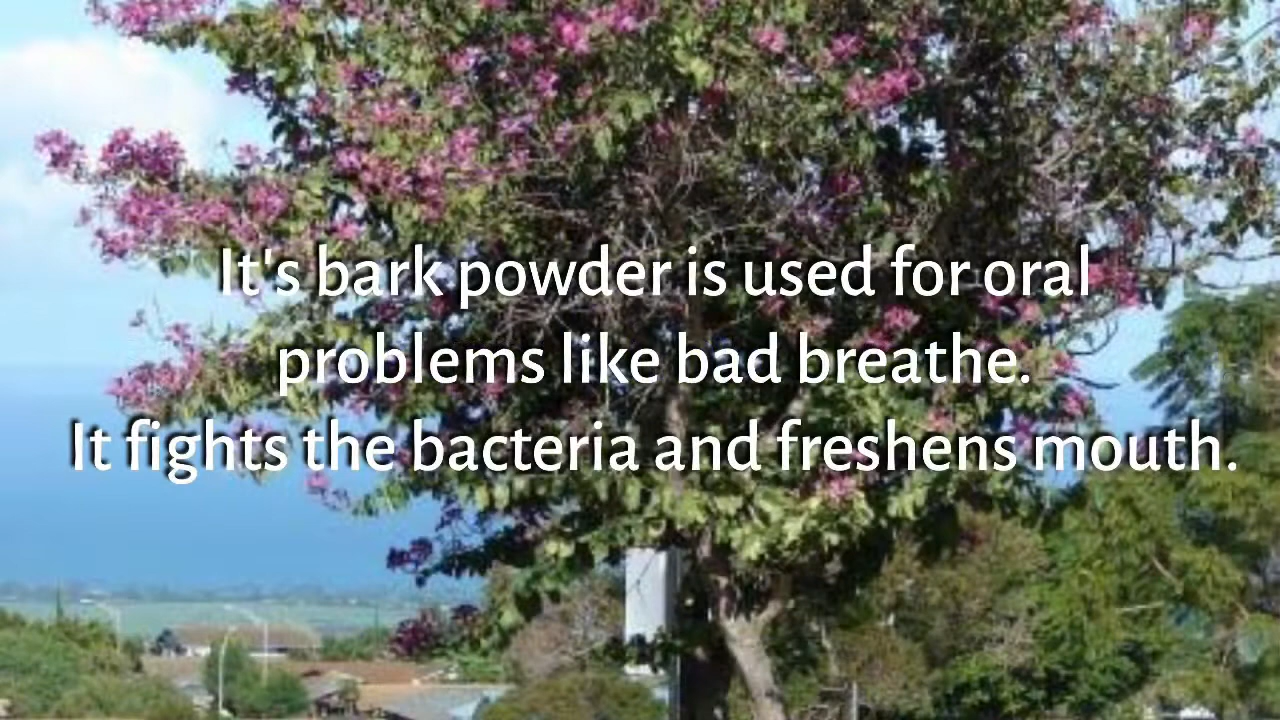 It's bark powder is used for oral
problems like bad breathe.
It fights the bacteria and freshens mouth.